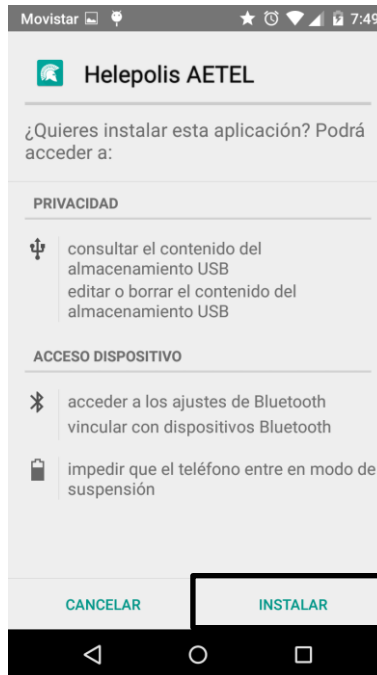 Movistar 7:49
Helepolis AETEL
¿Quieres instalar esta aplicación? Podrá
acceder a:
PRIVACIDAD
consultar el contenido del
almacenamiento USB
editar o borrar el contenido del
almacenamiento USB
ACCESO DISPOSITIVO
acceder a los ajustes de Bluetooth
vincular con dispositivos Bluetooth
impedir que el teléfono entre en modo de
suspensión
CANCELAR INSTALAR